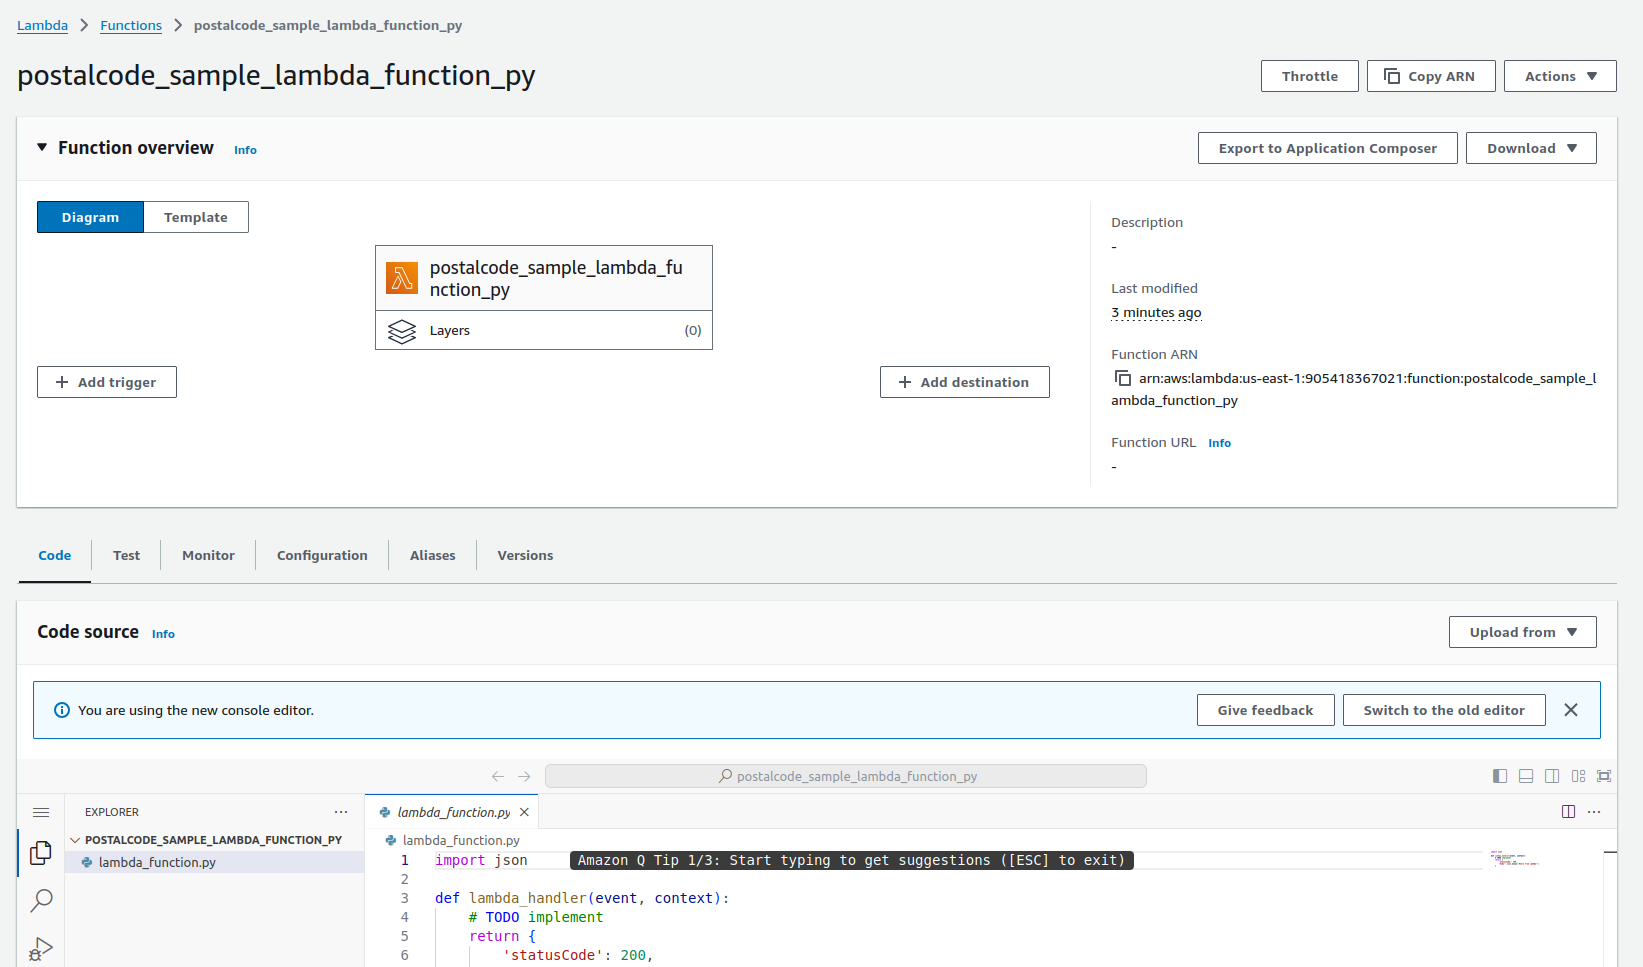 Lambda > Functions > postalcode_sample_lambda_function_py
postalcode_sample_lambda_function_py
Throttle
Copy ARN
Actions
Function overview Info
Export to Application Composer
Download
Diagram
Template
postalcode_sample_lambda_fu
nction_py
Layers (0)
+ Add trigger
+ Add destination
Description
-
Last modified
3 minutes ago
Function ARN
arn:aws:lambda:us-east-1:905418367021:function:postalcode_sample_l
ambda_function_py
Function URL Info
-
Code
Test
Monitor
Configuration
Aliases
Versions
Code source Info
Upload from
You are using the new console editor.
Give feedback
Switch to the old editor
postalcode_sample_lambda_function_py
EXPLORER
POSTALCODE_SAMPLE_LAMBDA_FUNCTION_PY
lambda_function.py
lambda_function.py
lambda_function.py
1 import json Amazon Q Tip 1/3: Start typing to get suggestions ([ESC] to exit)
2
3 def lambda_handler(event, context):
4 # TODO implement
5 return {
6 'statusCode': 200,